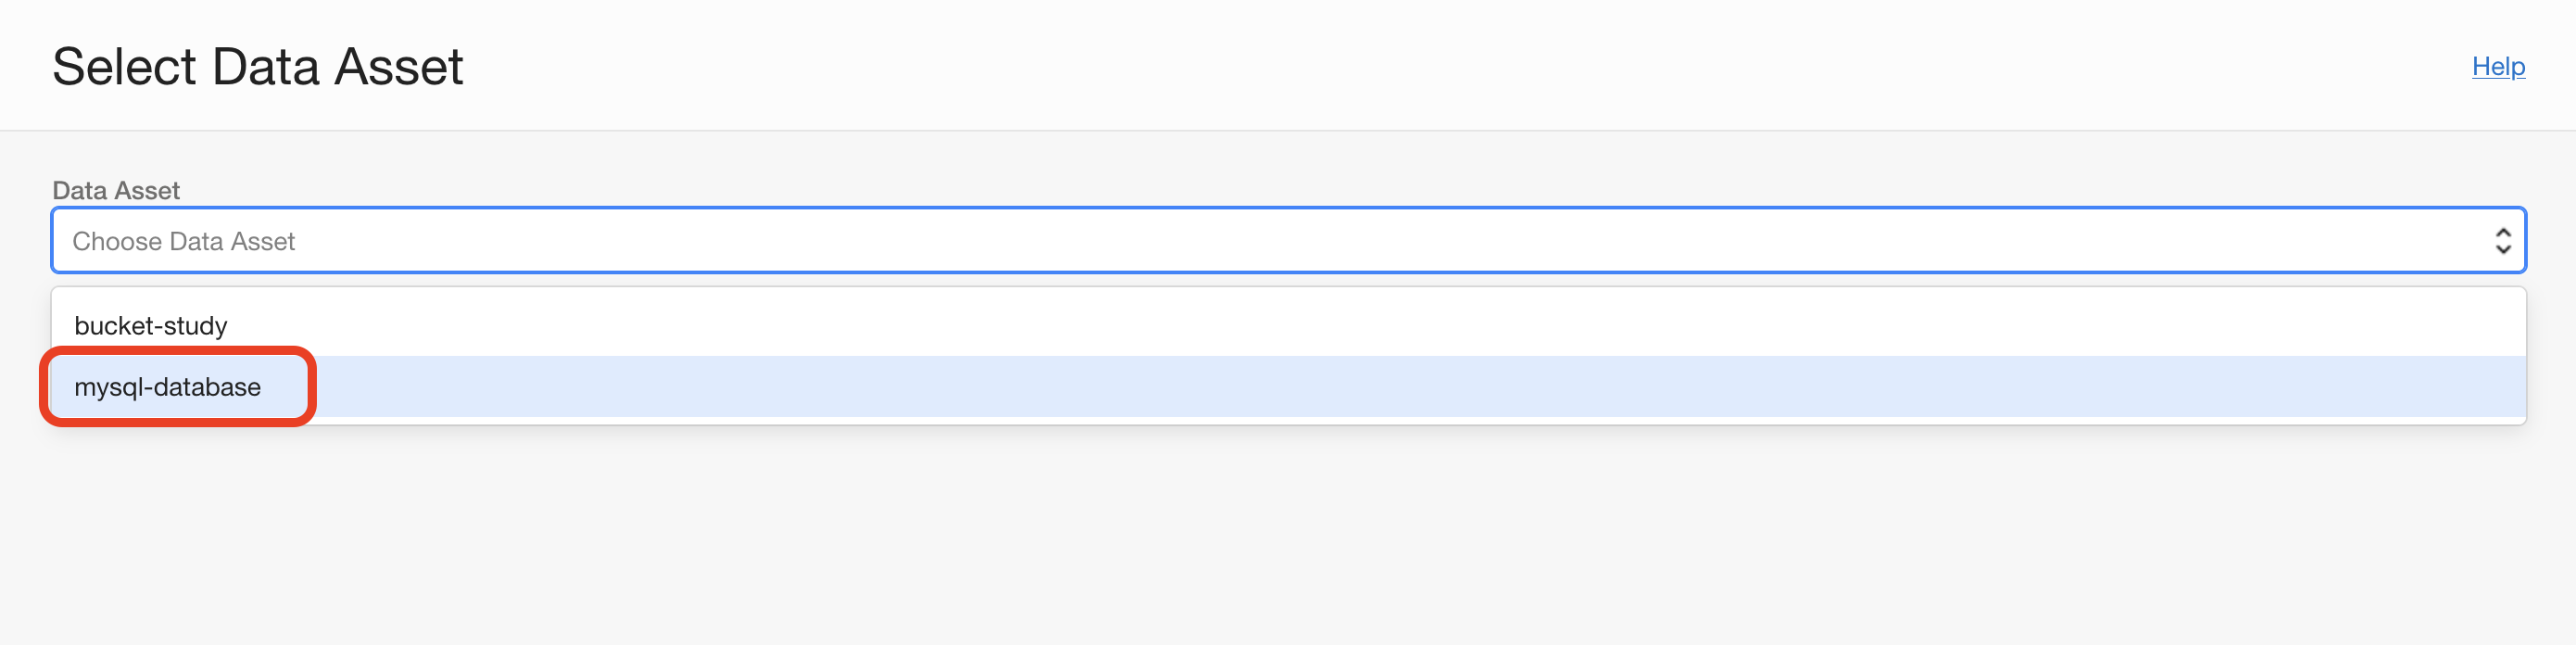 Select Data Asset
Help
Data Asset
Choose Data Asset
bucket-study
mysql-database